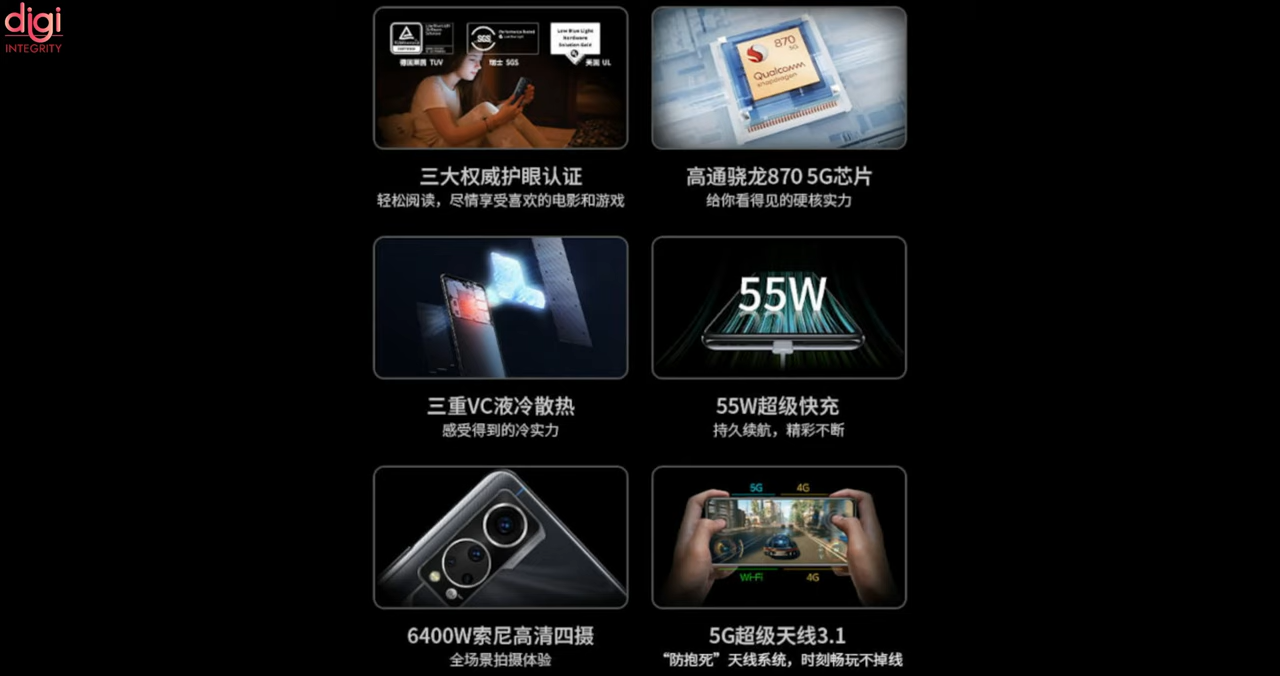 digi
INTEGRITY
德国莱茵 TUV
SGS
瑞士 SGS
Low Blue Light
Hardware
Solution Gold
美国 UL
870
5G
Qualcomm
snapdragon
三大权威护眼认证
轻松阅读，尽情享受喜欢的电影和游戏
高通骁龙870 5G芯片
给你看得见的硬核实力
55W
三重VC液冷散热
感受得到的冷实力
55W超级快充
持久续航，精彩不断
5G
4G
Wi-Fi
4G
6400W索尼高清四摄
全场景拍摄体验
5G超级天线3.1
“防抱死”天线系统，时刻畅玩不掉线